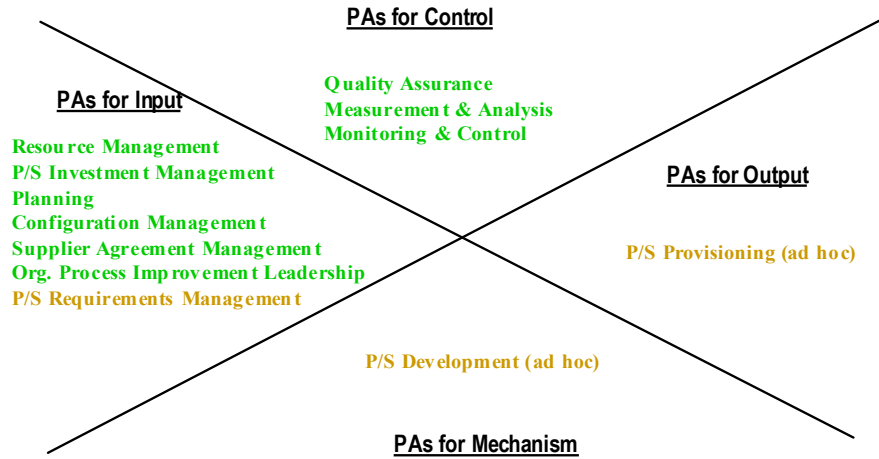 PAs for Control
Quality Assurance
Measurement & Analysis
Monitoring & Control
PAs for Input
Resource Management
P/S Investment Management
Planning
Configuration Management
Supplier Agreement Management
Org. Process Improvement Leadership
P/S Requirements Management
PAs for Output
P/S Provisioning (ad hoc)
P/S Development (ad hoc)
PAs for Mechanism